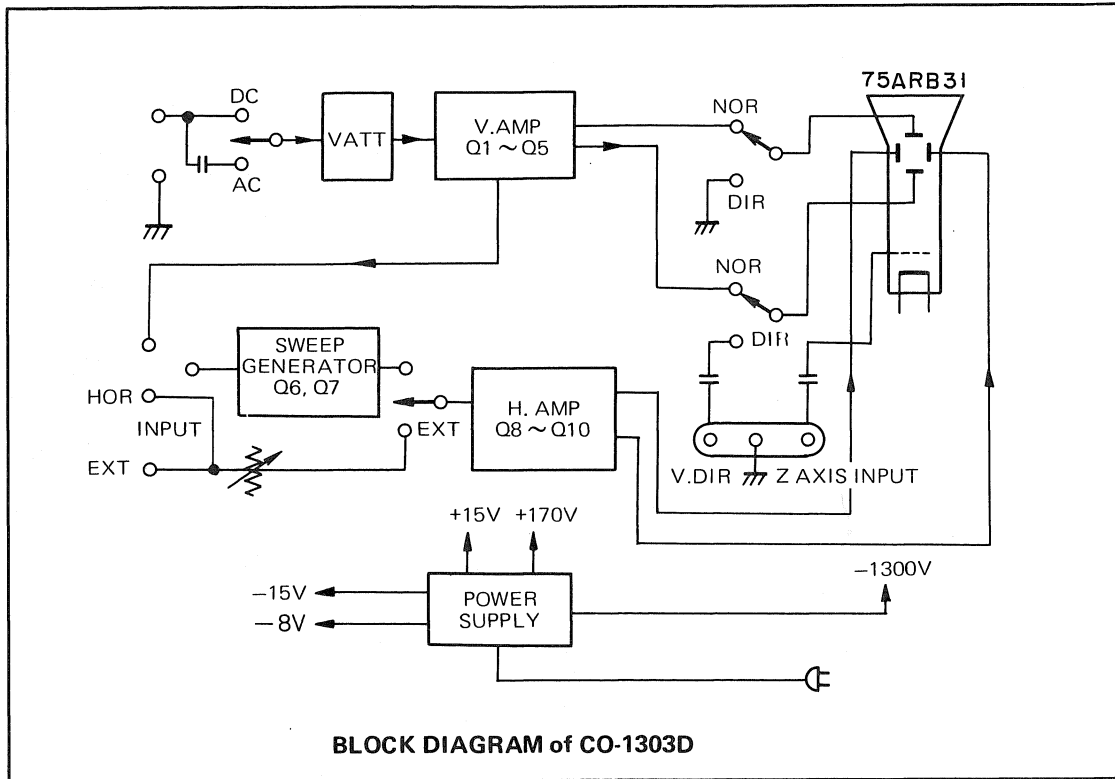 75ARB31
DC
AC
VATT
V.AMP
Q1 ~ Q5
NOR
DIR
NOR
DIR
SWEEP
GENERATOR
Q6, Q7
HOR
INPUT
EXT
EXT
H. AMP
Q8 ~ Q10
V.DIR
Z AXIS INPUT
+15V
+170V
-1300V
-15V
-8V
POWER
SUPPLY
BLOCK DIAGRAM of CO-1303D